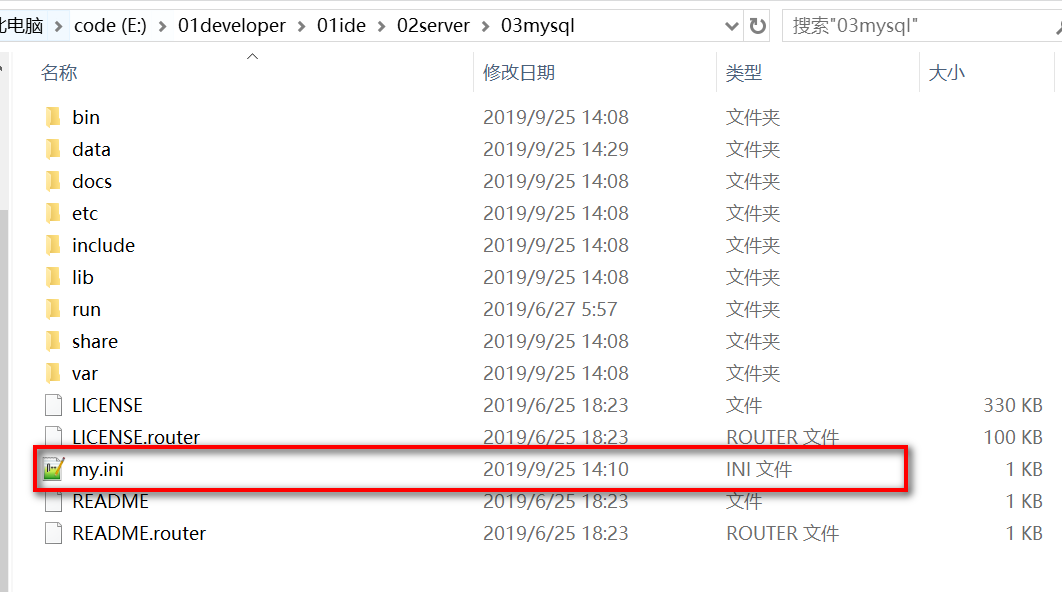 比电脑 > code (E:) > 01developer > 01ide > 02server > 03mysql 搜索"03mysql"
名称 修改日期 类型 大小
bin 2019/9/25 14:08 文件夹
data 2019/9/25 14:29 文件夹
docs 2019/9/25 14:08 文件夹
etc 2019/9/25 14:08 文件夹
include 2019/9/25 14:08 文件夹
lib 2019/9/25 14:08 文件夹
run 2019/6/27 5:57 文件夹
share 2019/9/25 14:08 文件夹
var 2019/9/25 14:08 文件夹
LICENSE 2019/6/25 18:23 文件 330 KB
LICENSE.router 2019/6/25 18:23 ROUTER 文件 100 KB
my.ini 2019/9/25 14:10 INI 文件 1 KB
README 2019/6/25 18:23 文件 1 KB
README.router 2019/6/25 18:23 ROUTER 文件 1 KB